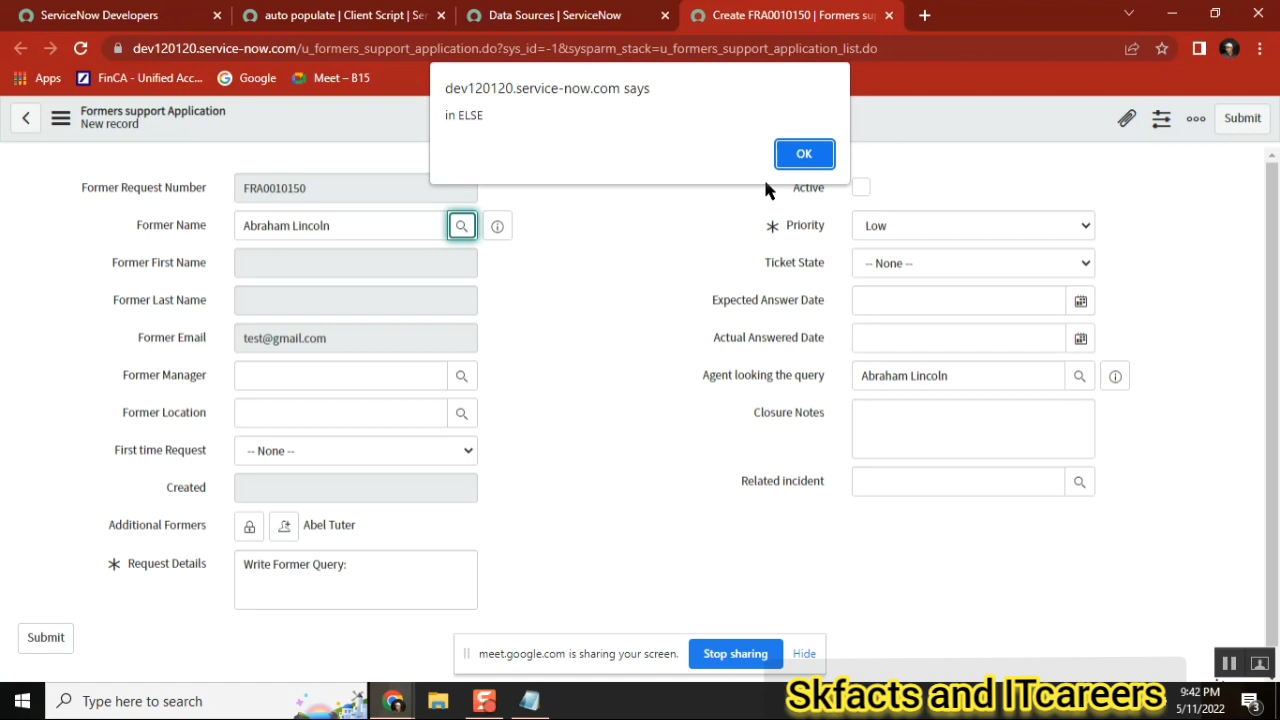 ServiceNow Developers
auto populate | Client Script | Ser
Data Sources | ServiceNow
Create FRA0010150 | Formers su
dev120120.service-now.com/u_formers_support_application.do?sys_id=-1&sysparm_stack=u_formers_support_application_list.do
Apps
FinCA - Unified Acc...
Google
Meet – B15
dev120120.service-now.com says
in ELSE
OK
Formers support Application
New record
Submit
Former Request Number
FRA0010150
Active
Former Name
Abraham Lincoln
Priority
Low
Former First Name
Ticket State
-- None --
Former Last Name
Expected Answer Date
Former Email
test@gmail.com
Actual Answered Date
Former Manager
Agent looking the query
Abraham Lincoln
Former Location
Closure Notes
First time Request
-- None --
Related incident
Created
Additional Formers
Abel Tuter
Request Details
Write Former Query:
Submit
meet.google.com is sharing your screen.
Stop sharing
Hide
Type here to search
Skfacts and ITcareers
9:42 PM
5/11/2022
3